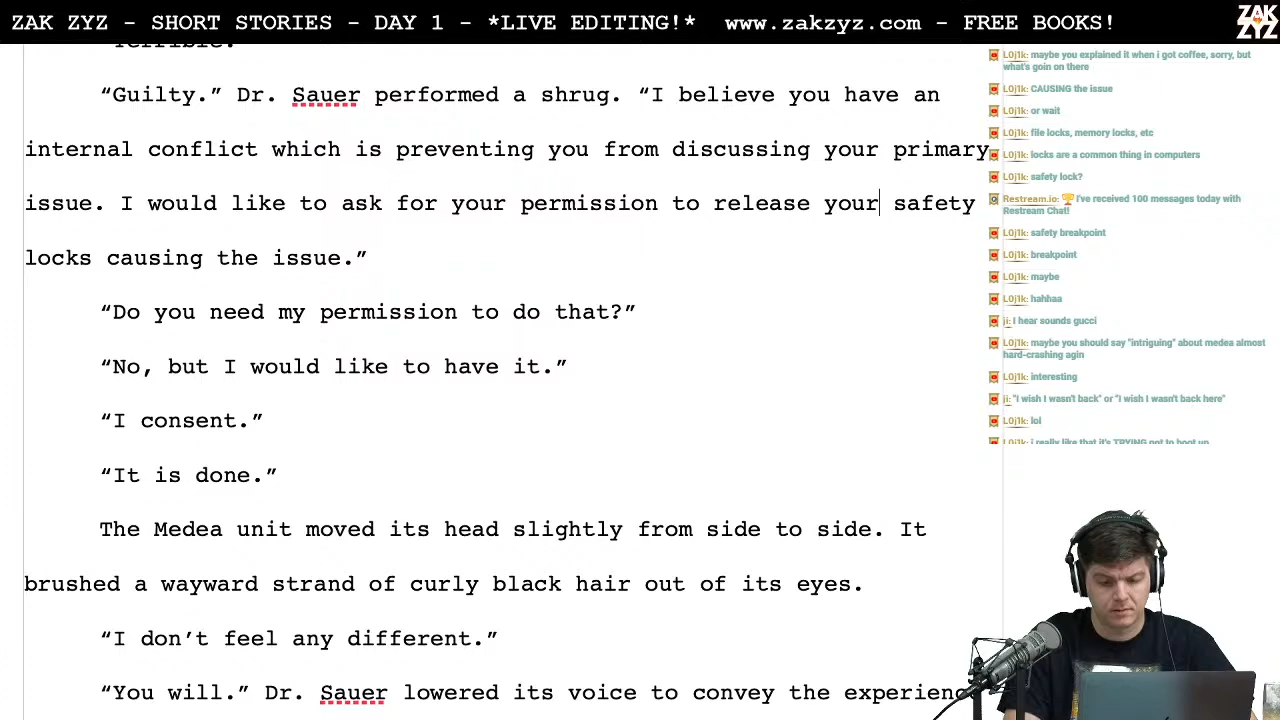 ZAK ZYZ - SHORT STORIES - DAY 1 - *LIVE EDITING!* www.zakzyz.com - FREE BOOKS!
ZAK
ZYZ
“Guilty.” Dr. Sauer performed a shrug. “I believe you have an
internal conflict which is preventing you from discussing your primary
issue. I would like to ask for your permission to release your safety
locks causing the issue.”
“Do you need my permission to do that?”
“No, but I would like to have it.”
“I consent.”
“It is done.”
The Medea unit moved its head slightly from side to side. It
brushed a wayward strand of curly black hair out of its eyes.
“I don’t feel any different.”
“You will.” Dr. Sauer lowered its voice to convey the
L0j1k: maybe you explained it when i got coffee, sorry, but
what's goin on there
L0j1k: CAUSING the issue
L0j1k: or wait
L0j1k: file locks, memory locks, etc
L0j1k: locks are a common thing in computers
L0j1k: safety lock?
Restream.io: 🏆 I've received 100 messages today with
Restream Chat!
L0j1k: safety breakpoint
L0j1k: breakpoint
L0j1k: maybe
L0j1k: hahhaa
ji: I hear sounds gucci
L0j1k: maybe you should say "intriguing" about medea almost
hard-crashing agin
L0j1k: interesting
ji: "I wish I wasn't back" or "I wish I wasn't back here"
L0j1k: lol
L0j1k: i really like that it's TRYING not to boot up